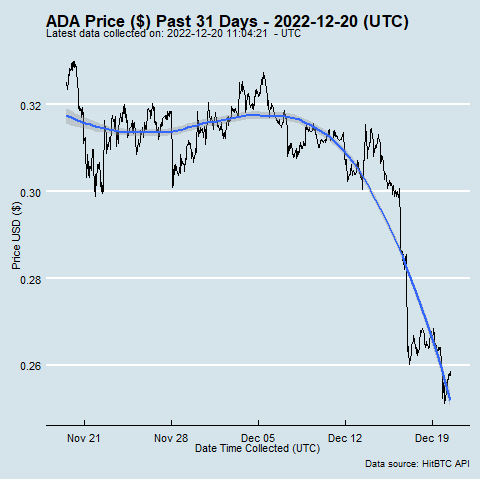 ADA Price ($) Past 31 Days - 2022-12-20 (UTC)
Latest data collected on: 2022-12-20 11:04:21 - UTC
0.32
0.30
0.28
0.26
Price USD ($)
Nov 21 Nov 28 Dec 05 Dec 12 Dec 19
Date Time Collected (UTC)
Data source: HitBTC API